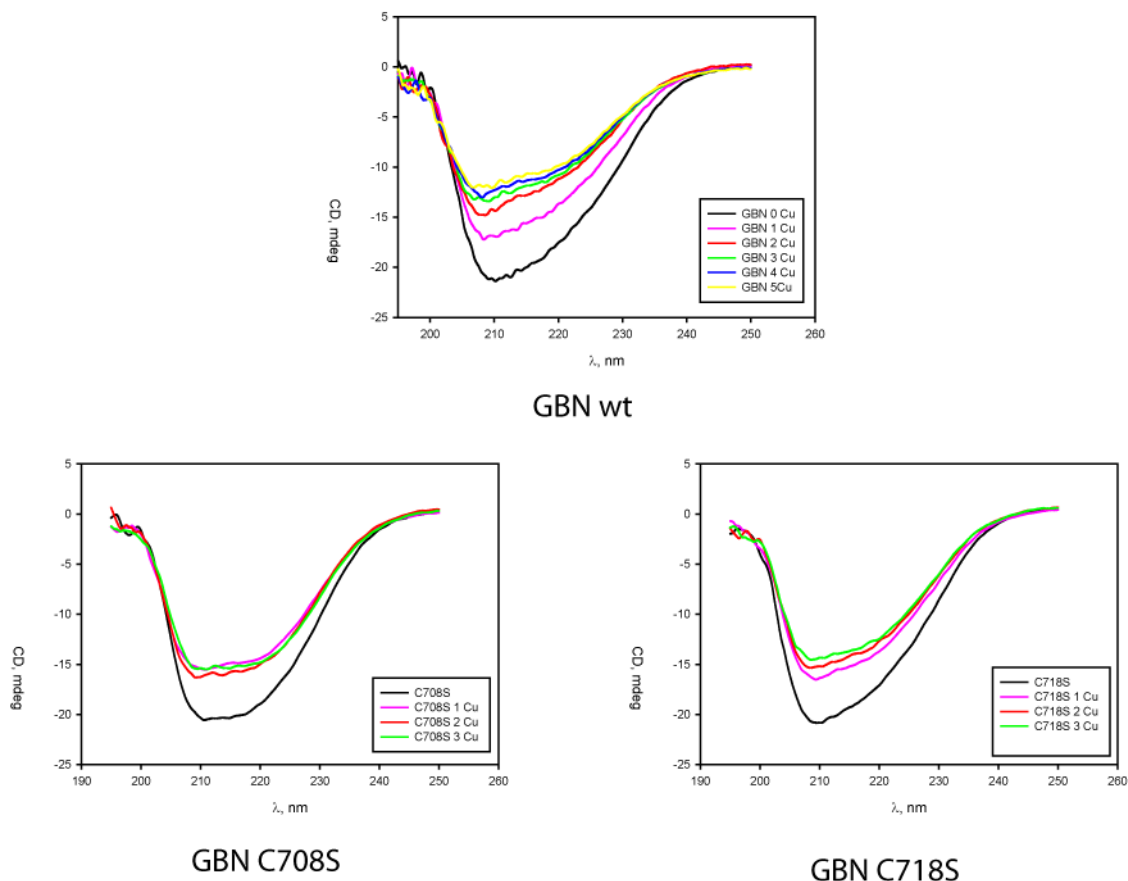 5
0
-5
-10
-15
-20
-25
CD, mdeg
GBN 0 Cu
GBN 1 Cu
GBN 2 Cu
GBN 3 Cu
GBN 4 Cu
GBN 5Cu
200 210 220 230 240 250 260
λ, nm
GBN wt
5
0
-5
-10
-15
-20
-25
CD, mdeg
C708S
C708S 1 Cu
C708S 2 Cu
C708S 3 Cu
190 200 210 220 230 240 250 260
λ, nm
GBN C708S
5
0
-5
-10
-15
-20
-25
CD, mdeg
C718S
C718S 1 Cu
C718S 2 Cu
C718S 3 Cu
190 200 210 220 230 240 250 260
λ, nm
GBN C718S